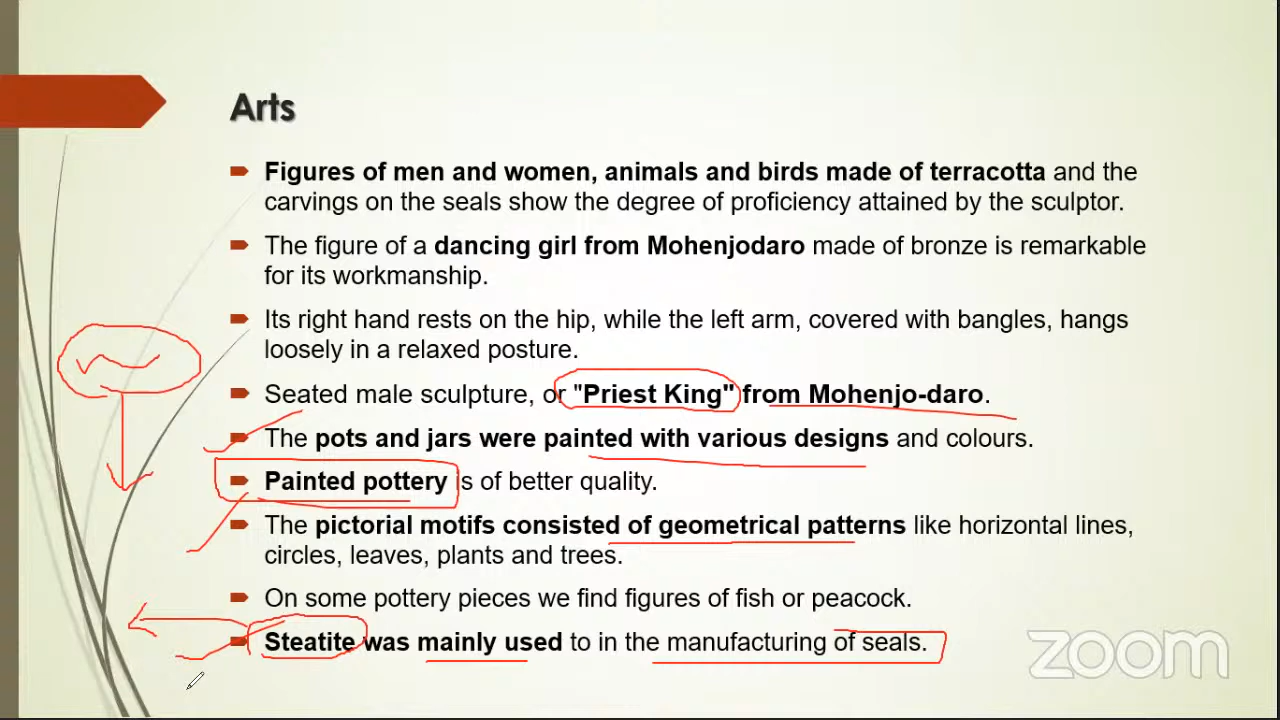 Arts
Figures of men and women, animals and birds made of terracotta and the
carvings on the seals show the degree of proficiency attained by the sculptor.
The figure of a dancing girl from Mohenjodaro made of bronze is remarkable
for its workmanship.
Its right hand rests on the hip, while the left arm, covered with bangles, hangs
loosely in a relaxed posture.
Seated male sculpture, or "Priest King" from Mohenjo-daro.
The pots and jars were painted with various designs and colours.
Painted pottery is of better quality.
The pictorial motifs consisted of geometrical patterns like horizontal lines,
circles, leaves, plants and trees.
On some pottery pieces we find figures of fish or peacock.
Steatite was mainly used to in the manufacturing of seals.
zoom